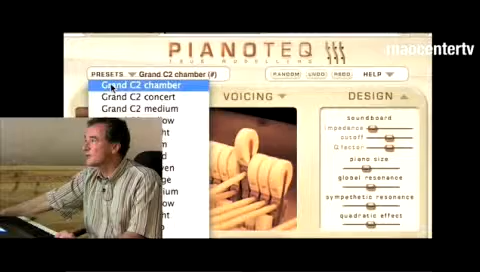 maccentertv
PIANOTEQ
TRUE MODELLING
PRESETS Grand C2 chamber (#)
RANDOM UNDO REDO HELP
Grand C2 chamber
Grand C2 concert
Grand C2 medium
VOICING
DESIGN
soundboard
impedance
cutoff
Q factor
piano size
global resonance
sympathetic resonance
quadratic effect